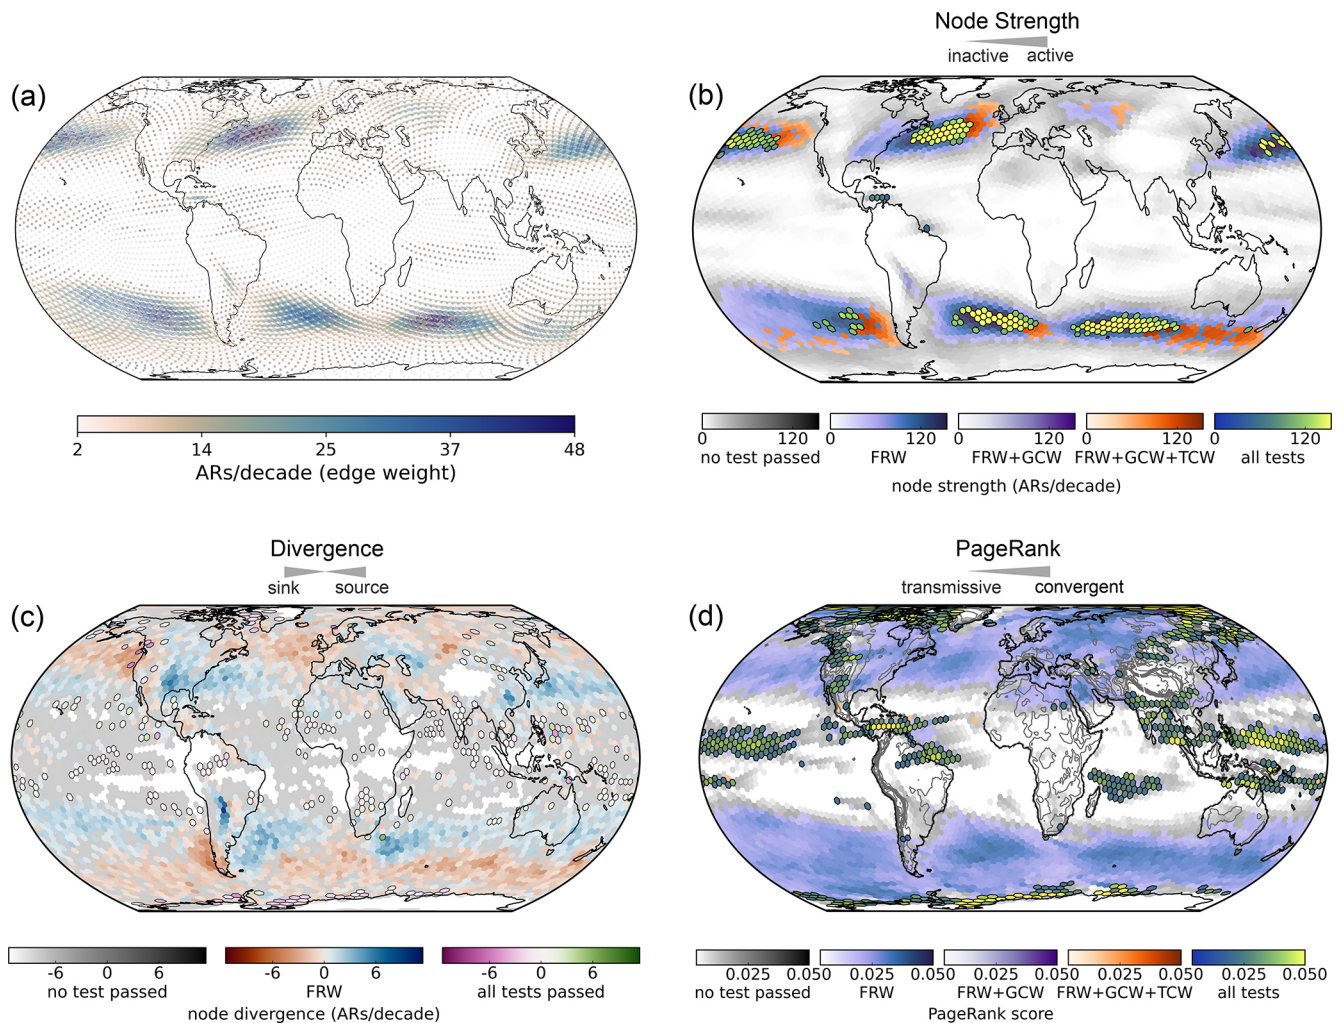 (a)
2 14 25 37 48
ARs/decade (edge weight)
Node Strength
inactive active
(b)
0 120 0 120 0 120 0 120 0 120
no test passed FRW FRW+GCW FRW+GCW+TCW all tests
node strength (ARs/decade)
Divergence
sink source
(c)
-6 0 6 -6 0 6 -6 0 6
no test passed FRW all tests passed
node divergence (ARs/decade)
PageRank
transmissive convergent
(d)
0.025 0.050 0.025 0.050 0.025 0.050 0.025 0.050 0.025 0.050
no test passed FRW FRW+GCW FRW+GCW+TCW all tests
PageRank score